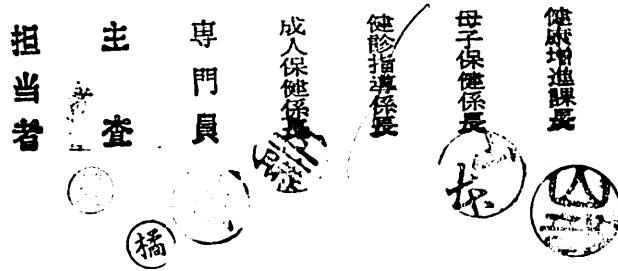 健康増進課長
母子保健係長
健診指導係長
成人保健係長
専門員
主査
担当者
橘